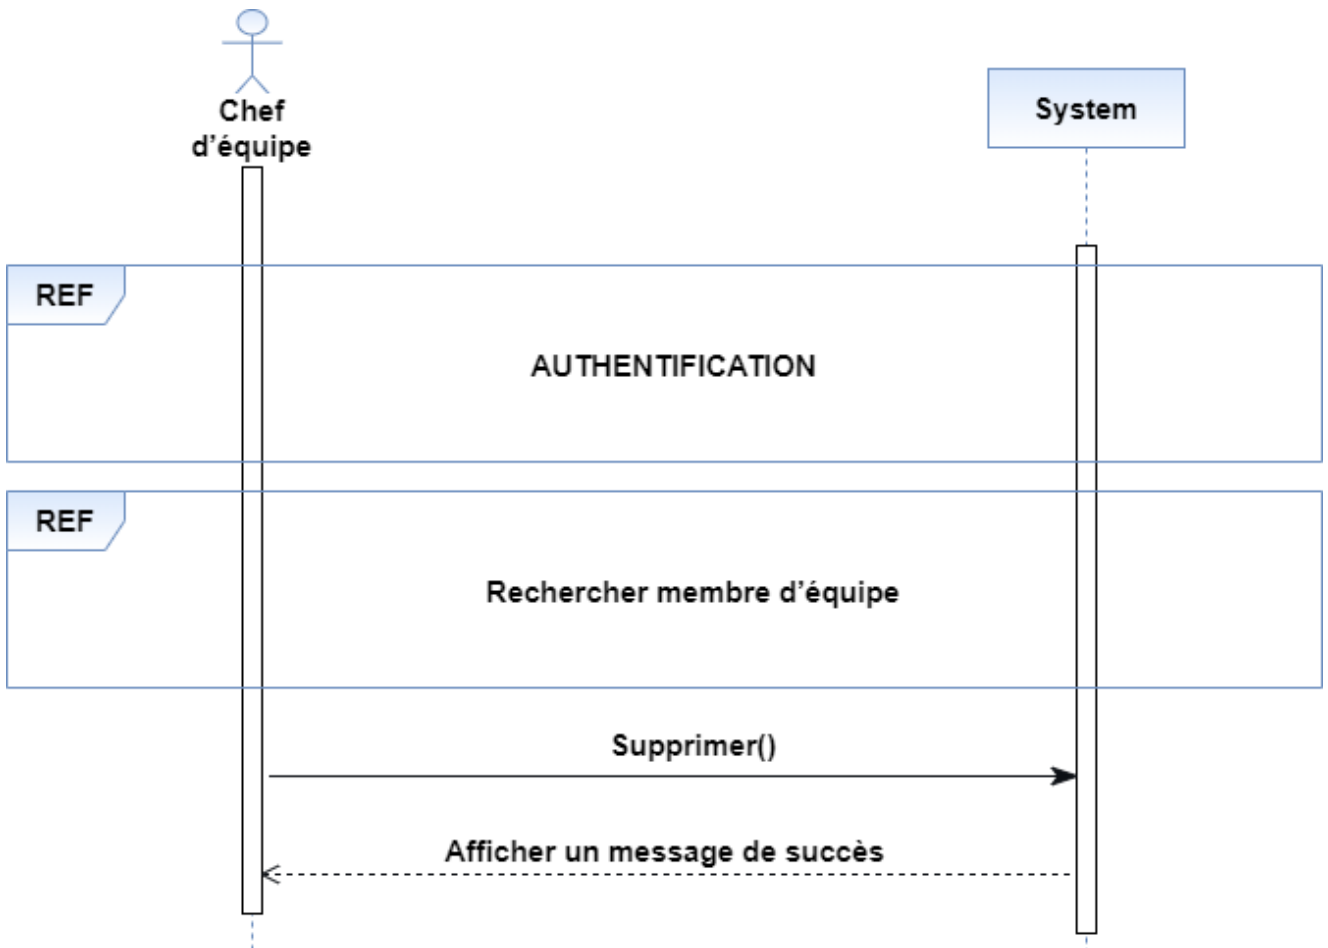 Chef
d’équipe
System
REF
AUTHENTIFICATION
REF
Rechercher membre d’équipe
Supprimer()
Afficher un message de succès